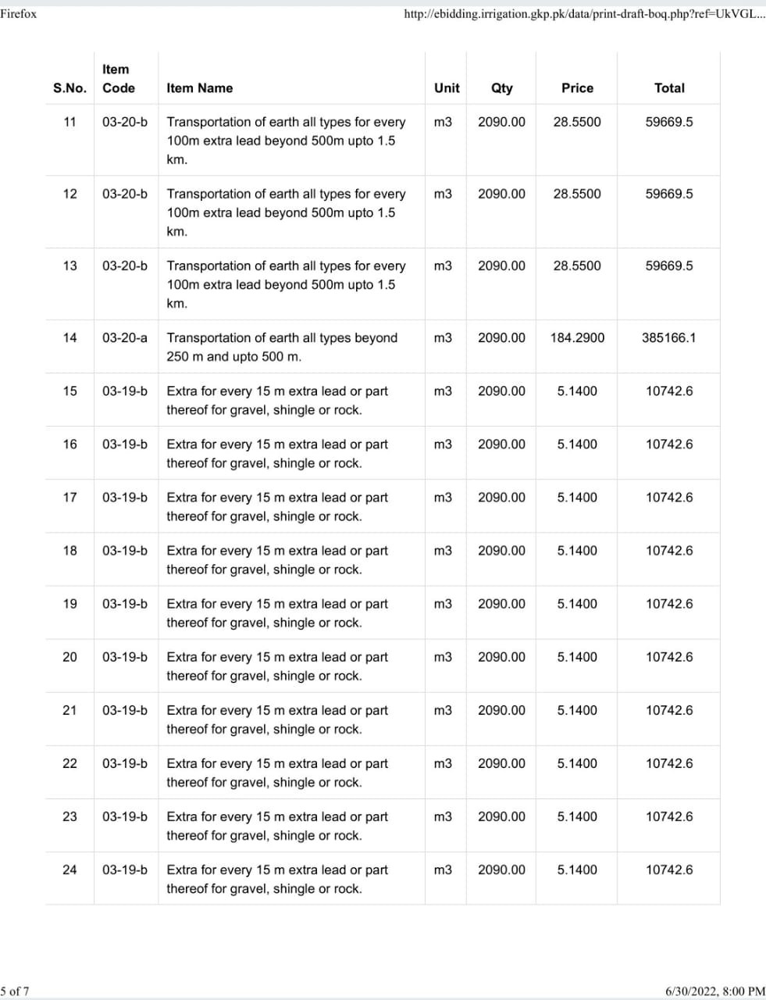 Firefox http://ebidding.irrigation.gkp.pk/data/print-draft-boq.php?ref=UkVGL...
S.No. Item Code Item Name Unit Qty Price Total
11 03-20-b Transportation of earth all types for every m3 2090.00 28.5500 59669.5
100m extra lead beyond 500m upto 1.5
km.
12 03-20-b Transportation of earth all types for every m3 2090.00 28.5500 59669.5
100m extra lead beyond 500m upto 1.5
km.
13 03-20-b Transportation of earth all types for every m3 2090.00 28.5500 59669.5
100m extra lead beyond 500m upto 1.5
km.
14 03-20-a Transportation of earth all types beyond m3 2090.00 184.2900 385166.1
250 m and upto 500 m.
15 03-19-b Extra for every 15 m extra lead or part m3 2090.00 5.1400 10742.6
thereof for gravel, shingle or rock.
16 03-19-b Extra for every 15 m extra lead or part m3 2090.00 5.1400 10742.6
thereof for gravel, shingle or rock.
17 03-19-b Extra for every 15 m extra lead or part m3 2090.00 5.1400 10742.6
thereof for gravel, shingle or rock.
18 03-19-b Extra for every 15 m extra lead or part m3 2090.00 5.1400 10742.6
thereof for gravel, shingle or rock.
19 03-19-b Extra for every 15 m extra lead or part m3 2090.00 5.1400 10742.6
thereof for gravel, shingle or rock.
20 03-19-b Extra for every 15 m extra lead or part m3 2090.00 5.1400 10742.6
thereof for gravel, shingle or rock.
21 03-19-b Extra for every 15 m extra lead or part m3 2090.00 5.1400 10742.6
thereof for gravel, shingle or rock.
22 03-19-b Extra for every 15 m extra lead or part m3 2090.00 5.1400 10742.6
thereof for gravel, shingle or rock.
23 03-19-b Extra for every 15 m extra lead or part m3 2090.00 5.1400 10742.6
thereof for gravel, shingle or rock.
24 03-19-b Extra for every 15 m extra lead or part m3 2090.00 5.1400 10742.6
thereof for gravel, shingle or rock.
5 of 7 6/30/2022, 8:00 PM